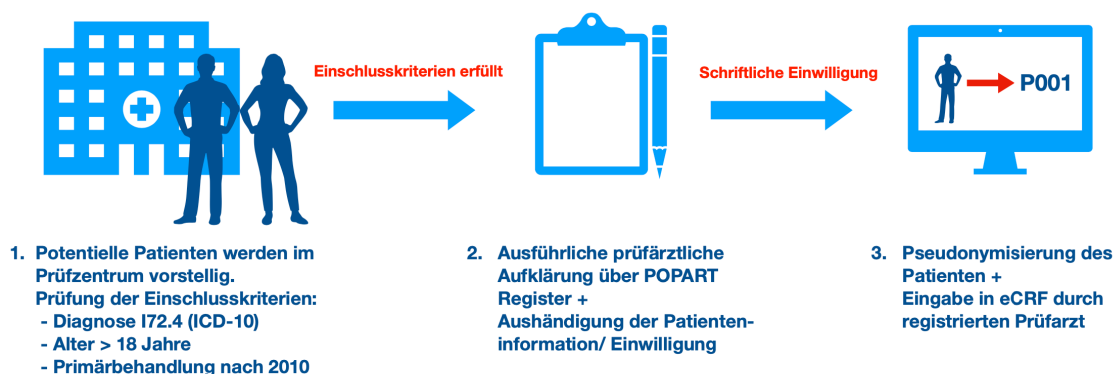 Einschlusskriterien erfüllt
Schriftliche Einwilligung
P001
1. Potentielle Patienten werden im
Prüfzentrum vorstellig.
Prüfung der Einschlusskriterien:
- Diagnose I72.4 (ICD-10)
- Alter > 18 Jahre
- Primärbehandlung nach 2010
2. Ausführliche prüfärztliche
Aufklärung über POPART
Register +
Aushändigung der Patienten-
information/ Einwilligung
3. Pseudonymisierung des
Patienten +
Eingabe in eCRF durch
registrierten Prüfarzt